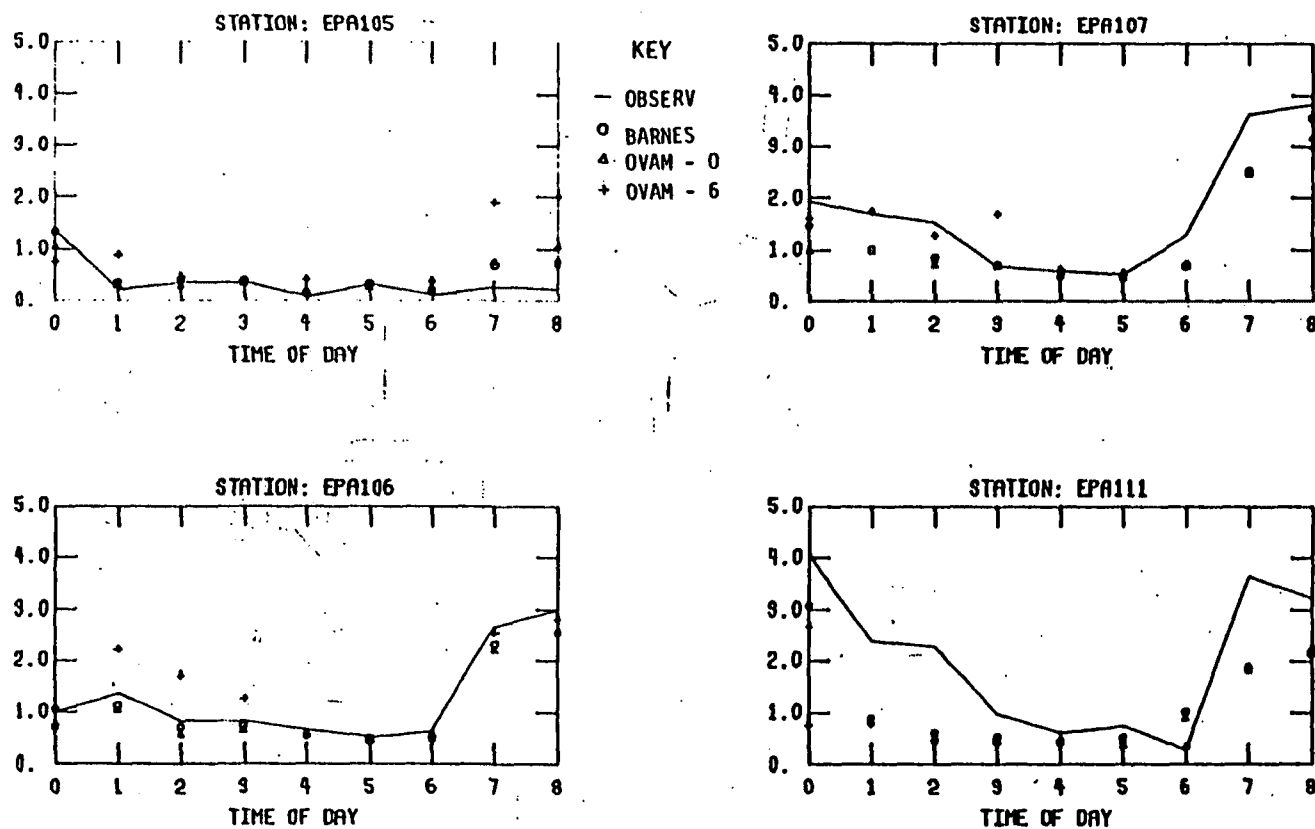 STATION: EPA105
5.0
4.0
3.0
2.0
1.0
0.
0 1 2 3 4 5 6 7 8
TIME OF DAY
KEY
— OBSERV
BARNES
OVAM - 0
+ OVAM - 6
STATION: EPA107
5.0
4.0
3.0
2.0
1.0
0.
0 1 2 3 4 5 6 7 8
TIME OF DAY
STATION: EPA106
5.0
4.0
3.0
2.0
1.0
0.
0 1 2 3 4 5 6 7 8
TIME OF DAY
STATION: EPA111
5.0
4.0
3.0
2.0
1.0
0.
0 1 2 3 4 5 6 7 8
TIME OF DAY